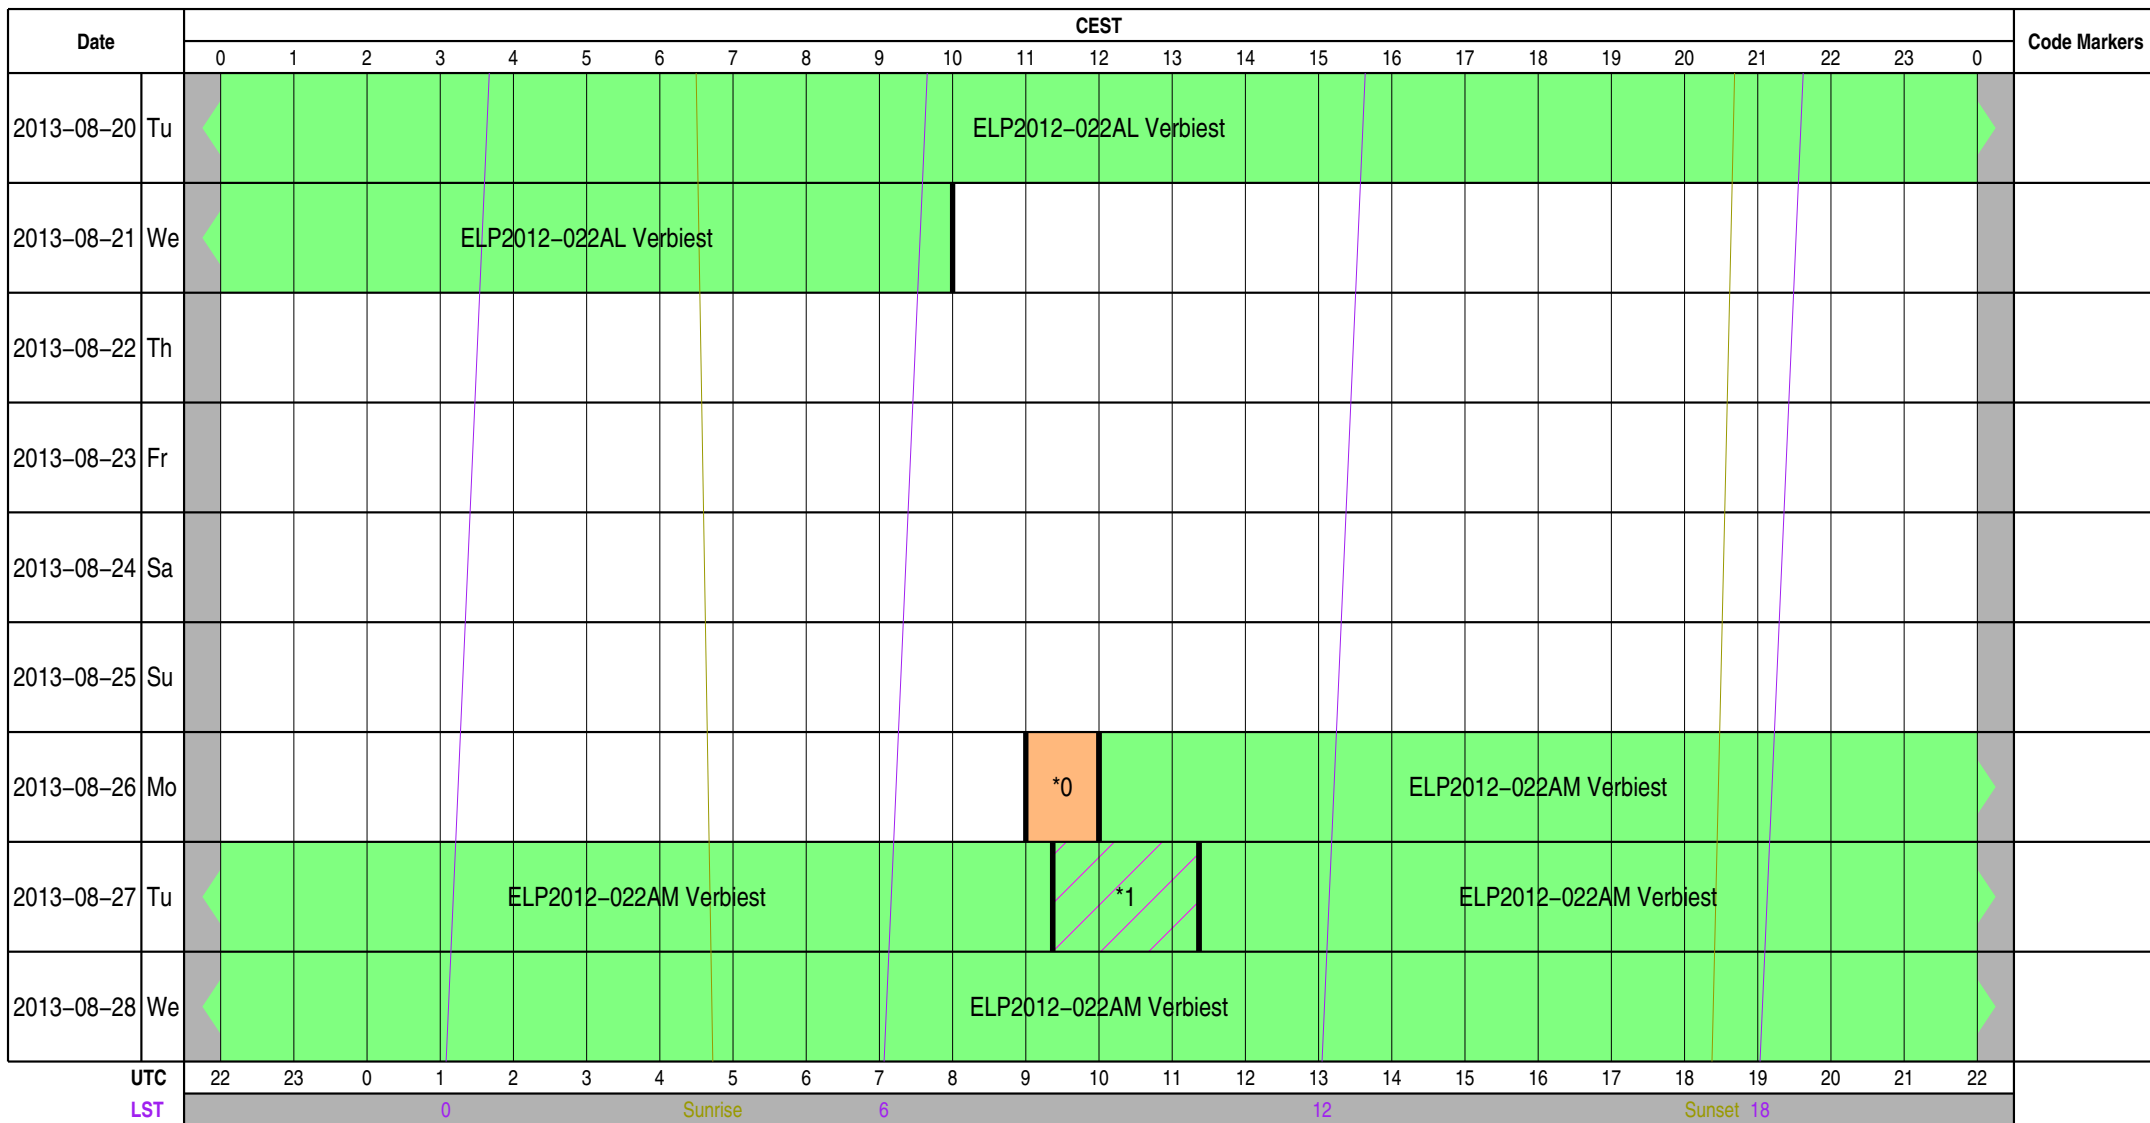 Date CEST Code Markers
0 1 2 3 4 5 6 7 8 9 10 11 12 13 14 15 16 17 18 19 20 21 22 23 0
2013−08−20 Tu ELP2012−022AL Verbiest
2013−08−21 We ELP2012−022AL Verbiest
2013−08−22 Th
2013−08−23 Fr
2013−08−24 Sa
2013−08−25 Su
2013−08−26 Mo *0 ELP2012−022AM Verbiest
2013−08−27 Tu ELP2012−022AM Verbiest *1 ELP2012−022AM Verbiest
2013−08−28 We ELP2012−022AM Verbiest
UTC 22 23 0 1 2 3 4 5 6 7 8 9 10 11 12 13 14 15 16 17 18 19 20 21 22
LST 0 Sunrise 6 12 Sunset 18